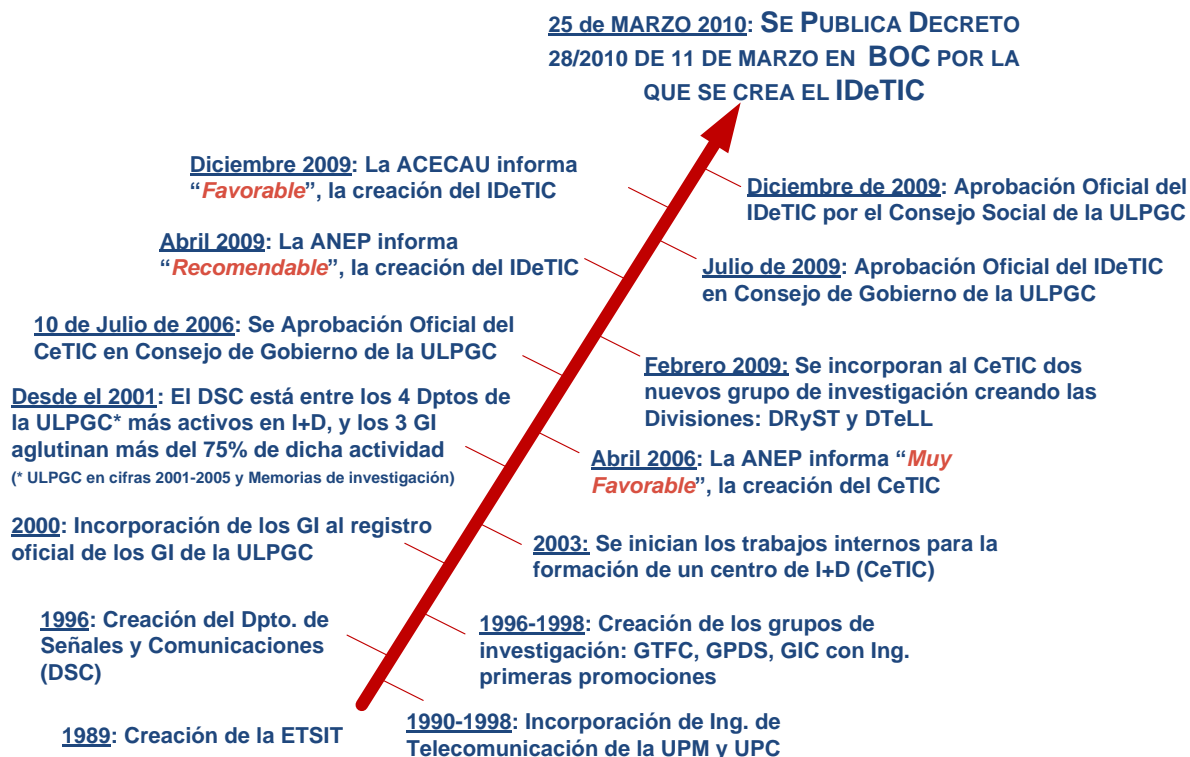 25 de MARZO 2010: SE PUBLICA DECRETO
28/2010 DE 11 DE MARZO EN BOC POR LA
QUE SE CREA EL IDeTIC
Diciembre 2009: La ACECAU informa
“Favorable”, la creación del IDeTIC
Diciembre de 2009: Aprobación Oficial del
IDeTIC por el Consejo Social de la ULPGC
Abril 2009: La ANEP informa
“Recomendable”, la creación del IDeTIC
Julio de 2009: Aprobación Oficial del IDeTIC
en Consejo de Gobierno de la ULPGC
10 de Julio de 2006: Se Aprobación Oficial del
CeTIC en Consejo de Gobierno de la ULPGC
Febrero 2009: Se incorporan al CeTIC dos
nuevos grupo de investigación creando las
Divisiones: DRyST y DTeLL
Desde el 2001: El DSC está entre los 4 Dptos de
la ULPGC* más activos en I+D, y los 3 GI
aglutinan más del 75% de dicha actividad
(* ULPGC en cifras 2001-2005 y Memorias de investigación)
Abril 2006: La ANEP informa “Muy
Favorable”, la creación del CeTIC
2000: Incorporación de los GI al registro
oficial de los GI de la ULPGC
2003: Se inician los trabajos internos para la
formación de un centro de I+D (CeTIC)
1996: Creación del Dpto. de
Señales y Comunicaciones
(DSC)
1996-1998: Creación de los grupos de
investigación: GTFC, GPDS, GIC con Ing.
primeras promociones
1989: Creación de la ETSIT
1990-1998: Incorporación de Ing. de
Telecomunicación de la UPM y UPC